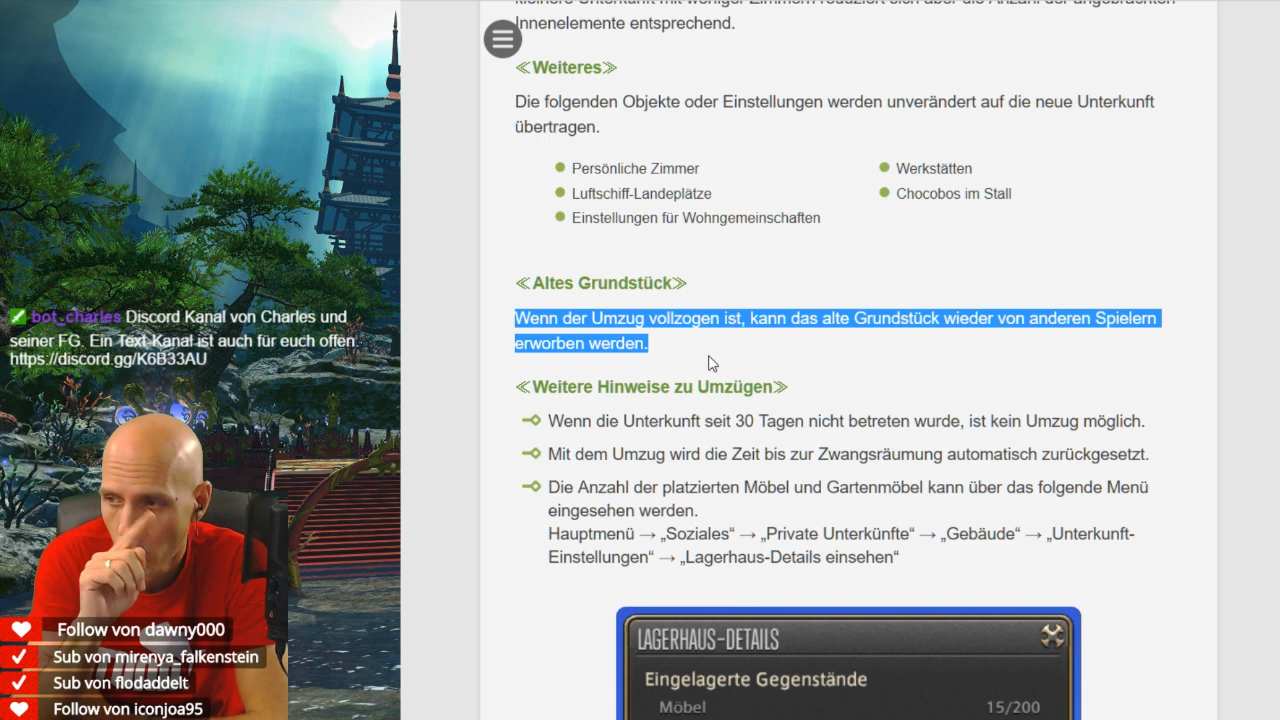 Innenelemente entsprechend.
≪Weiteres≫
Die folgenden Objekte oder Einstellungen werden unverändert auf die neue Unterkunft
übertragen.
Persönliche Zimmer
Werkstätten
Luftschiff-Landeplätze
Chocobos im Stall
Einstellungen für Wohngemeinschaften
≪Altes Grundstück≫
Wenn der Umzug vollzogen ist, kann das alte Grundstück wieder von anderen Spielern
erworben werden.
≪Weitere Hinweise zu Umzügen≫
Wenn die Unterkunft seit 30 Tagen nicht betreten wurde, ist kein Umzug möglich.
Mit dem Umzug wird die Zeit bis zur Zwangsräumung automatisch zurückgesetzt.
Die Anzahl der platzierten Möbel und Gartenmöbel kann über das folgende Menü
eingesehen werden.
Hauptmenü → „Soziales“ → „Private Unterkünfte“ → „Gebäude“ → „Unterkunft-
Einstellungen“ → „Lagerhaus-Details einsehen“
LAGERHAUS-DETAILS
Eingelagerte Gegenstände
Möbel 15/200
bot_charles Discord Kanal von Charles und
seiner FG. Ein Text-Kanal ist auch für euch offen.
https://discord.gg/K6B33AU
Follow von dawny000
Sub von mirenya_falkenstein
Sub von flodaddelt
Follow von iconjoa95